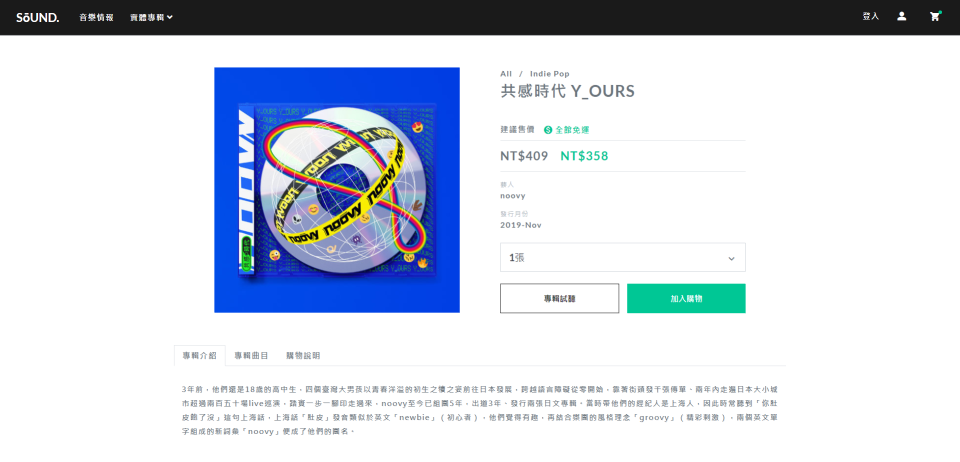 SōUND.
音樂情報
實體專輯
登入
All / Indie Pop
共感時代 Y_OURS
建議售價
全館免運
NT$409 NT$358
歌人
noovy
發行月份
2019-Nov
1張
專輯試聽
加入購物
noovy
noovy
noovy
專輯介紹
專輯曲目
購物說明
3年前，他們還是18歲的高中生，四個臺灣大男孩以青春洋溢的初生之犢之姿前往日本發展，跨越語言障礙從零開始，靠著街頭發千張傳單、兩年內走遍日本大小城
市超過兩百五十場live巡演，踏實一步一腳印走過來，noovy至今已組團5年、出道3年、發行兩張日文專輯。當時帶他們的經紀人是上海人，因此時常聽到「你肚
皮餓了沒」這句上海話，上海話「肚皮」發音類似於英文「newbie」（初心者），他們覺得有趣，再結合樂團的風格理念「groovy」（精彩刺激），兩個英文單
字組成的新詞彙「noovy」便成了他們的團名。